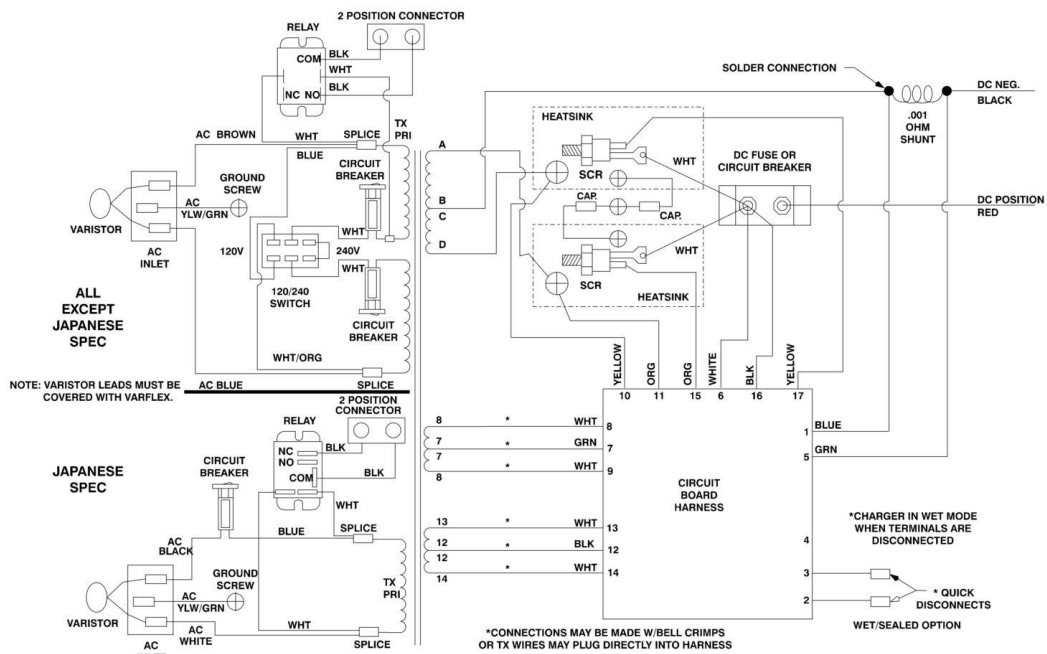 2 POSITION CONNECTOR
RELAY
COM
BLK
WHT
BLK
NC NO
SOLDER CONNECTION
DC NEG.
BLACK
.001
OHM
SHUNT
HEATSINK
AC BROWN
WHT
SPLICE
TX
PRI
BLUE
A
WHT
DC FUSE OR
CIRCUIT BREAKER
CIRCUIT
BREAKER
GROUND
SCREW
SCR
AC
YLW/GRN
VARISTOR
B
CAP.
CAP.
C
DC POSITION
RED
WHT
D
120V
240V
WHT
WHT
AC
INLET
SCR
120/240
SWITCH
HEATSINK
ALL
EXCEPT
JAPANESE
SPEC
CIRCUIT
BREAKER
WHT/ORG
YELLOW
ORG
ORG
WHITE
BLK
YELLOW
NOTE: VARISTOR LEADS MUST BE
COVERED WITH VARFLEX.
AC BLUE
SPLICE
10
11
15
6
16
17
2 POSITION
CONNECTOR
RELAY
8
*
WHT
8
1
BLUE
NC
BLK
7
*
GRN
7
NO
7
5
GRN
CIRCUIT
BREAKER
COM
BLK
*
WHT
9
8
JAPANESE
SPEC
CIRCUIT
BOARD
HARNESS
WHT
13
*
WHT
13
*CHARGER IN WET MODE
WHEN TERMINALS ARE
DISCONNECTED
BLUE
SPLICE
12
*
BLK
12
4
AC
BLACK
12
*
WHT
14
14
3
GROUND
SCREW
TX
PRI
* QUICK
DISCONNECTS
AC
YLW/GRN
2
VARISTOR
AC
WHITE
WHT
WET/SEALED OPTION
SPLICE
*CONNECTIONS MAY BE MADE W/BELL CRIMPS
OR TX WIRES MAY PLUG DIRECTLY INTO HARNESS
AC